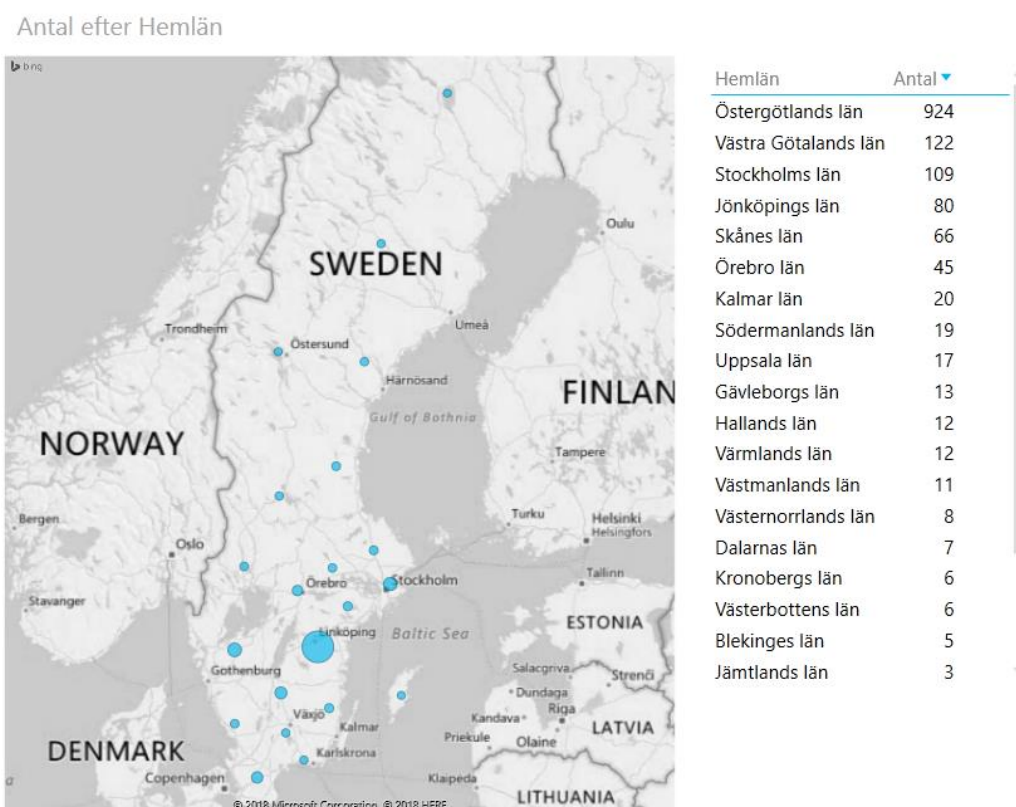 Antal efter Hemlän
bing
Oulu
SWEDEN
Umeå
Trondheim
Östersund
Härnösand
FINLAN
Gulf of Bothnia
NORWAY
Tampere
Bergen
Turku
Helsinki
Helsingfors
Oslo
Tallinn
Örebro
Stockholm
Stavanger
ESTONIA
Linköping
Baltic Sea
Gothenburg
Salacgriva
Strenči
Dundaga
Riga
Växjö
Kandava
Kalmar
LATVIA
Priekule
Olaine
DENMARK
Karlskrona
Copenhagen
Klaipėda
LITHUANIA
© 2018 Microsoft Corporation, © 2018 HERE
Hemlän Antal
Östergötlands län 924
Västra Götalands län 122
Stockholms län 109
Jönköpings län 80
Skånes län 66
Örebro län 45
Kalmar län 20
Södermanlands län 19
Uppsala län 17
Gävleborgs län 13
Hallands län 12
Värmlands län 12
Västmanlands län 11
Västernorrlands län 8
Dalarnas län 7
Kronobergs län 6
Västerbottens län 6
Blekinges län 5
Jämtlands län 3